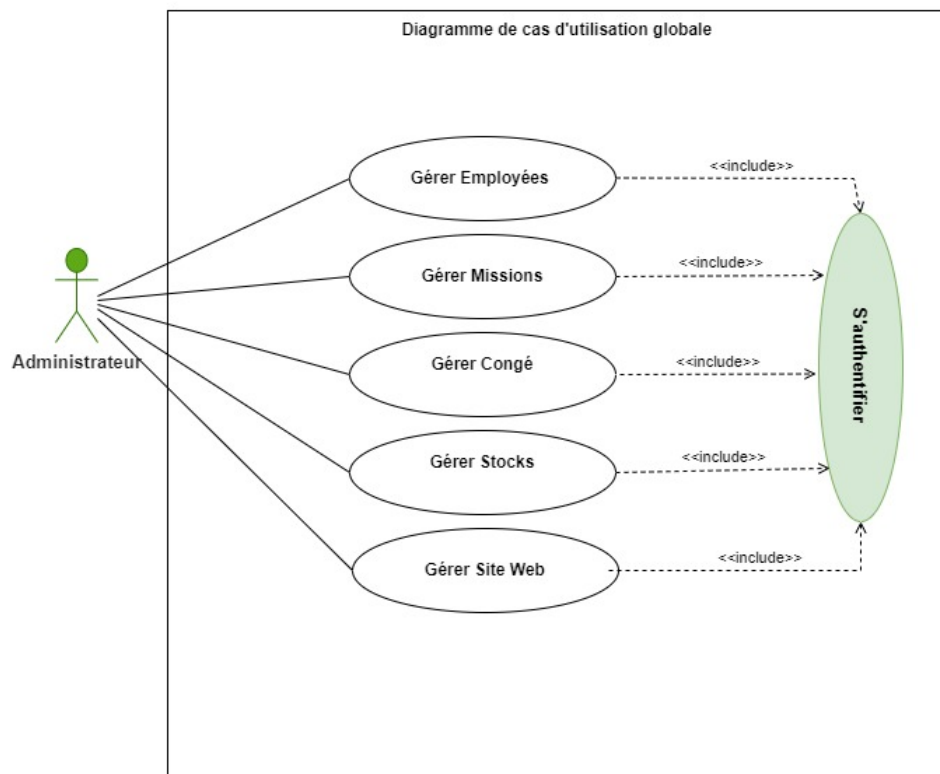 Diagramme de cas d'utilisation globale
Gérer Employées
<<include>>
Gérer Missions
<<include>>
Administrateur
Gérer Congé
<<include>>
S'authentifier
Gérer Stocks
<<include>>
Gérer Site Web
<<include>>